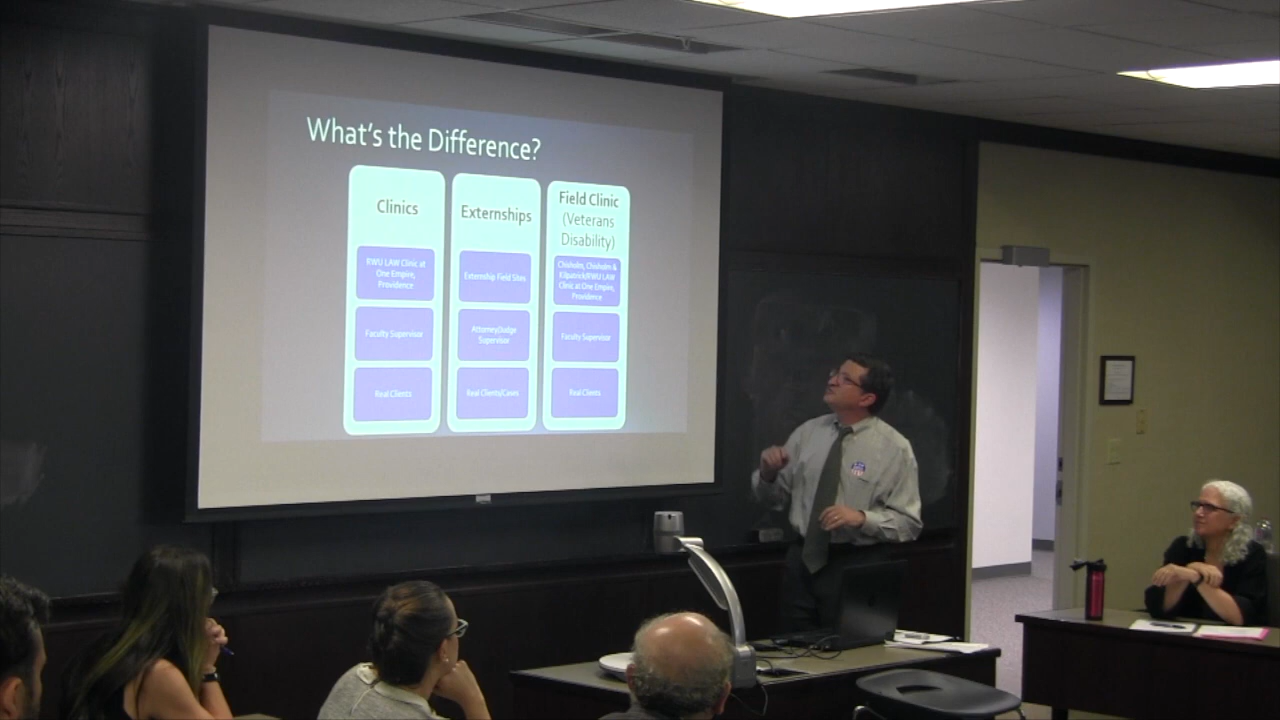 What's the Difference?
Clinics
RWU LAW Clinic at
One Empire,
Providence
Faculty Supervisor
Real Clients
Externships
Externship Field Sites
Attorney/Judge
Supervisor
Real Clients/Cases
Field Clinic
(Veterans
Disability)
Chisholm, Chisholm &
Kilpatrick/RWU LAW
Clinic at One Empire,
Providence
Faculty Supervisor
Real Clients